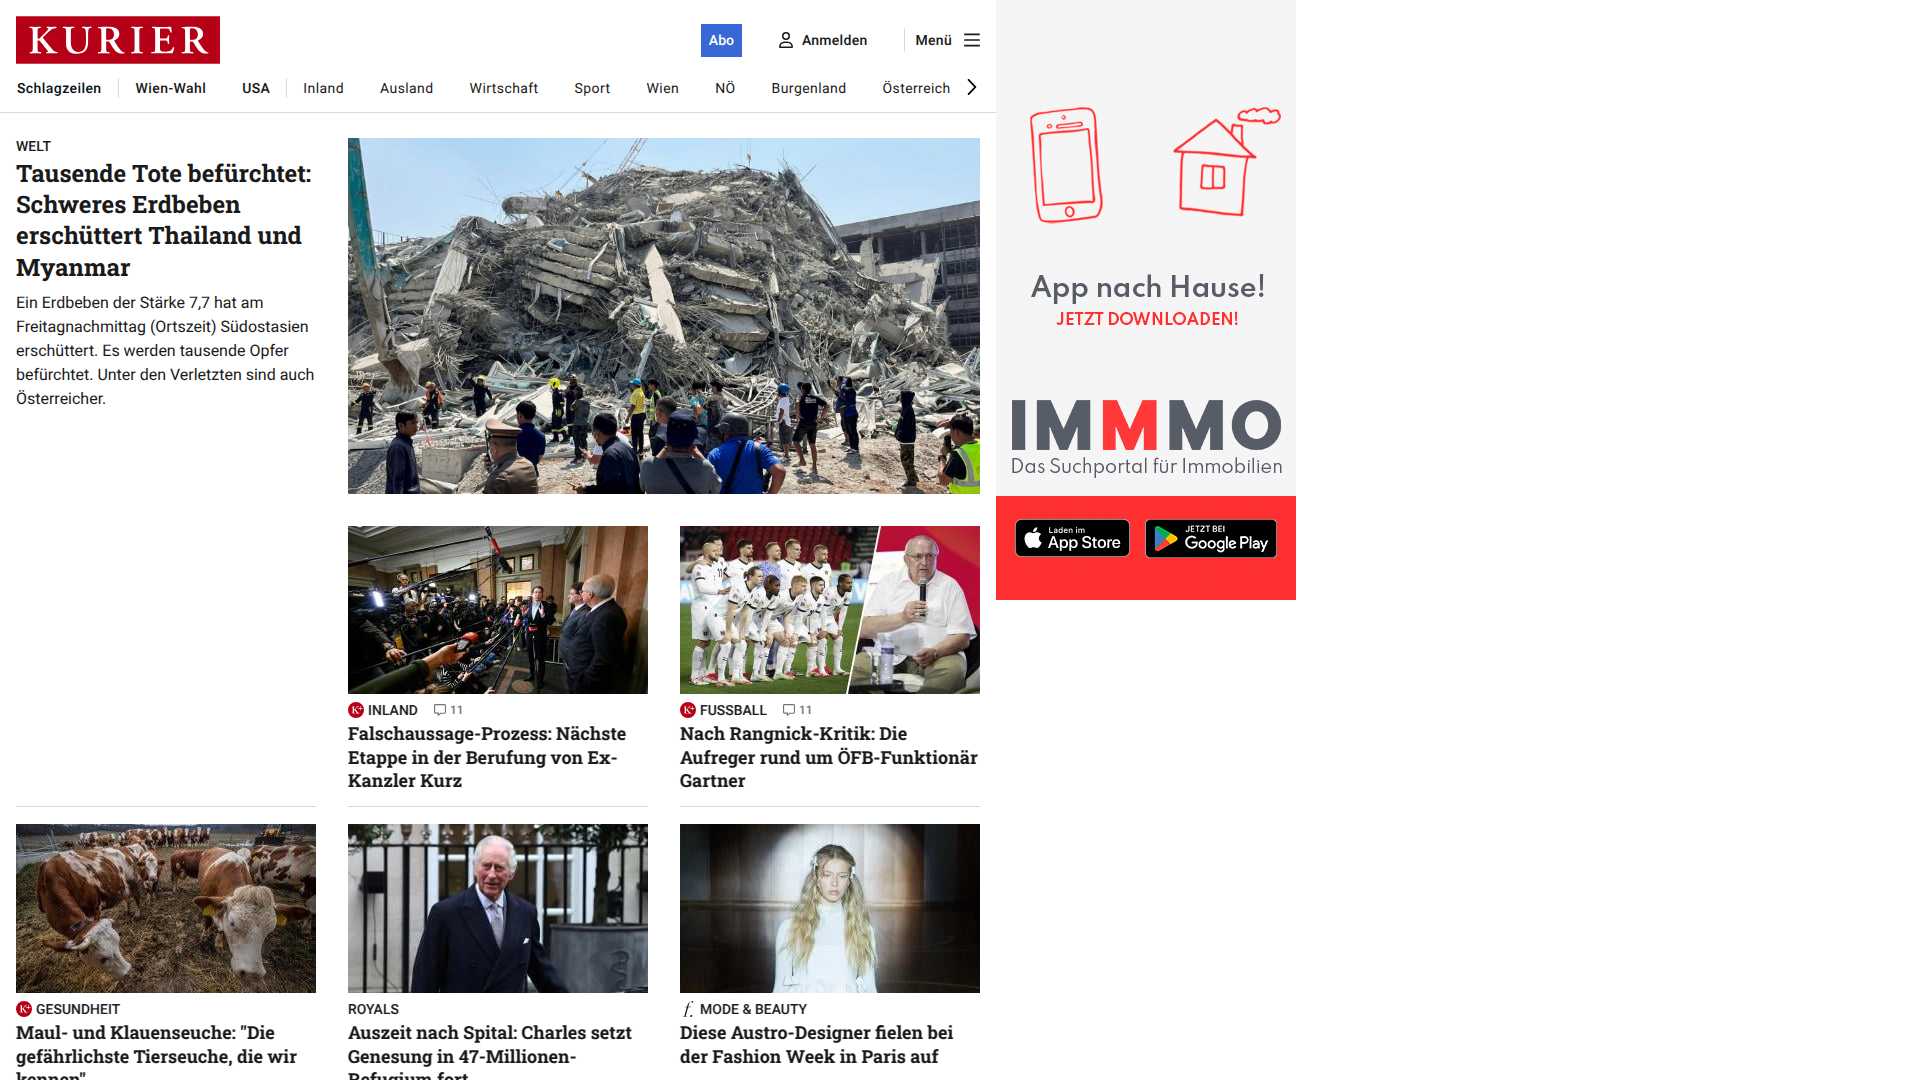 KURIER
Abo
Anmelden
Menü
Schlagzeilen
Wien-Wahl
USA
Inland
Ausland
Wirtschaft
Sport
Wien
NÖ
Burgenland
Österreich
WELT
Tausende Tote befürchtet:
Schweres Erdbeben
erschüttert Thailand und
Myanmar
Ein Erdbeben der Stärke 7,7 hat am
Freitagnachmittag (Ortszeit) Südostasien
erschüttert. Es werden tausende Opfer
befürchtet. Unter den Verletzten sind auch
Österreicher.
INLAND 11
Falschaussage-Prozess: Nächste
Etappe in der Berufung von Ex-
Kanzler Kurz
FUSSBALL 11
Nach Rangnick-Kritik: Die
Aufreger rund um ÖFB-Funktionär
Gartner
GESUNDHEIT
Maul- und Klauenseuche: "Die
gefährlichste Tierseuche, die wir
kennen"
ROYALS
Auszeit nach Spital: Charles setzt
Genesung in 47-Millionen-
Refugium fort
MODE & BEAUTY
Diese Austro-Designer fielen bei
der Fashion Week in Paris auf
App nach Hause!
JETZT DOWNLOADEN!
IMMMO
Das Suchportal für Immobilien
Laden im
App Store
JETZT BEI
Google Play